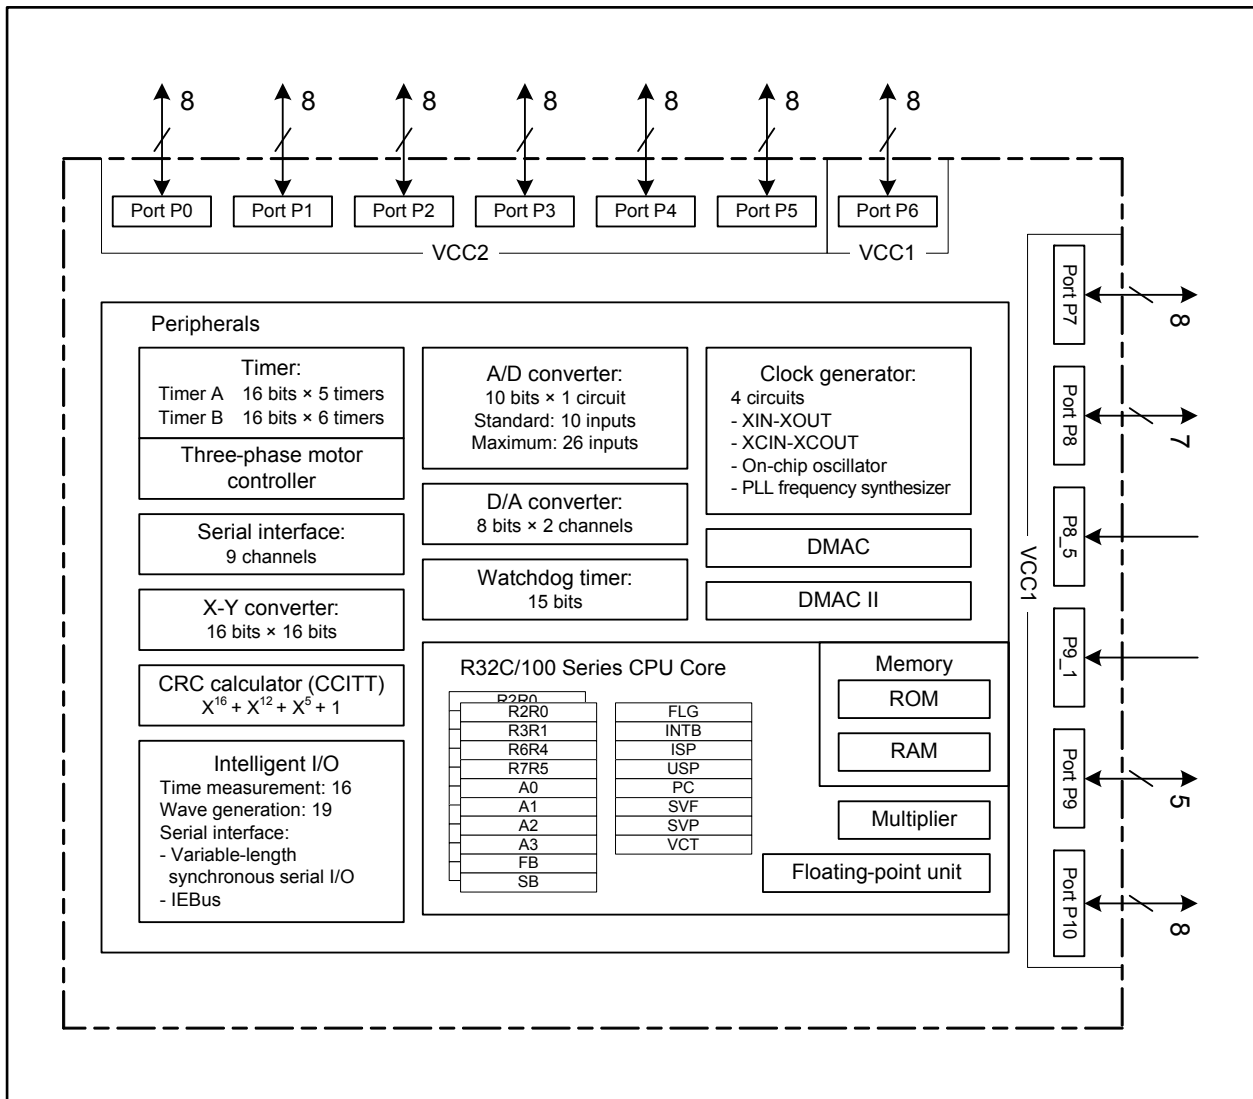 8 8 8 8 8 8 8
Port P0 Port P1 Port P2 Port P3 Port P4 Port P5 Port P6
VCC2 VCC1
Peripherals
Timer:
Timer A 16 bits × 5 timers
Timer B 16 bits × 6 timers
Three-phase motor
controller
Serial interface:
9 channels
X-Y converter:
16 bits × 16 bits
CRC calculator (CCITT)
X^16 + X^12 + X^5 + 1
Intelligent I/O
Time measurement: 16
Wave generation: 19
Serial interface:
- Variable-length
synchronous serial I/O
- IEBus
A/D converter:
10 bits × 1 circuit
Standard: 10 inputs
Maximum: 26 inputs
D/A converter:
8 bits × 2 channels
Watchdog timer:
15 bits
Clock generator:
4 circuits
- XIN-XOUT
- XCIN-XCOUT
- On-chip oscillator
- PLL frequency synthesizer
DMAC
DMAC II
R32C/100 Series CPU Core
R2R0
R2R0
R3R1
R6R4
R7R5
A0
A1
A2
A3
FB
SB
FLG
INTB
ISP
USP
PC
SVF
SVP
VCT
Memory
ROM
RAM
Multiplier
Floating-point unit
VCC1
Port P7
8
Port P8
7
P8_5
P9_1
Port P9
5
Port P10
8